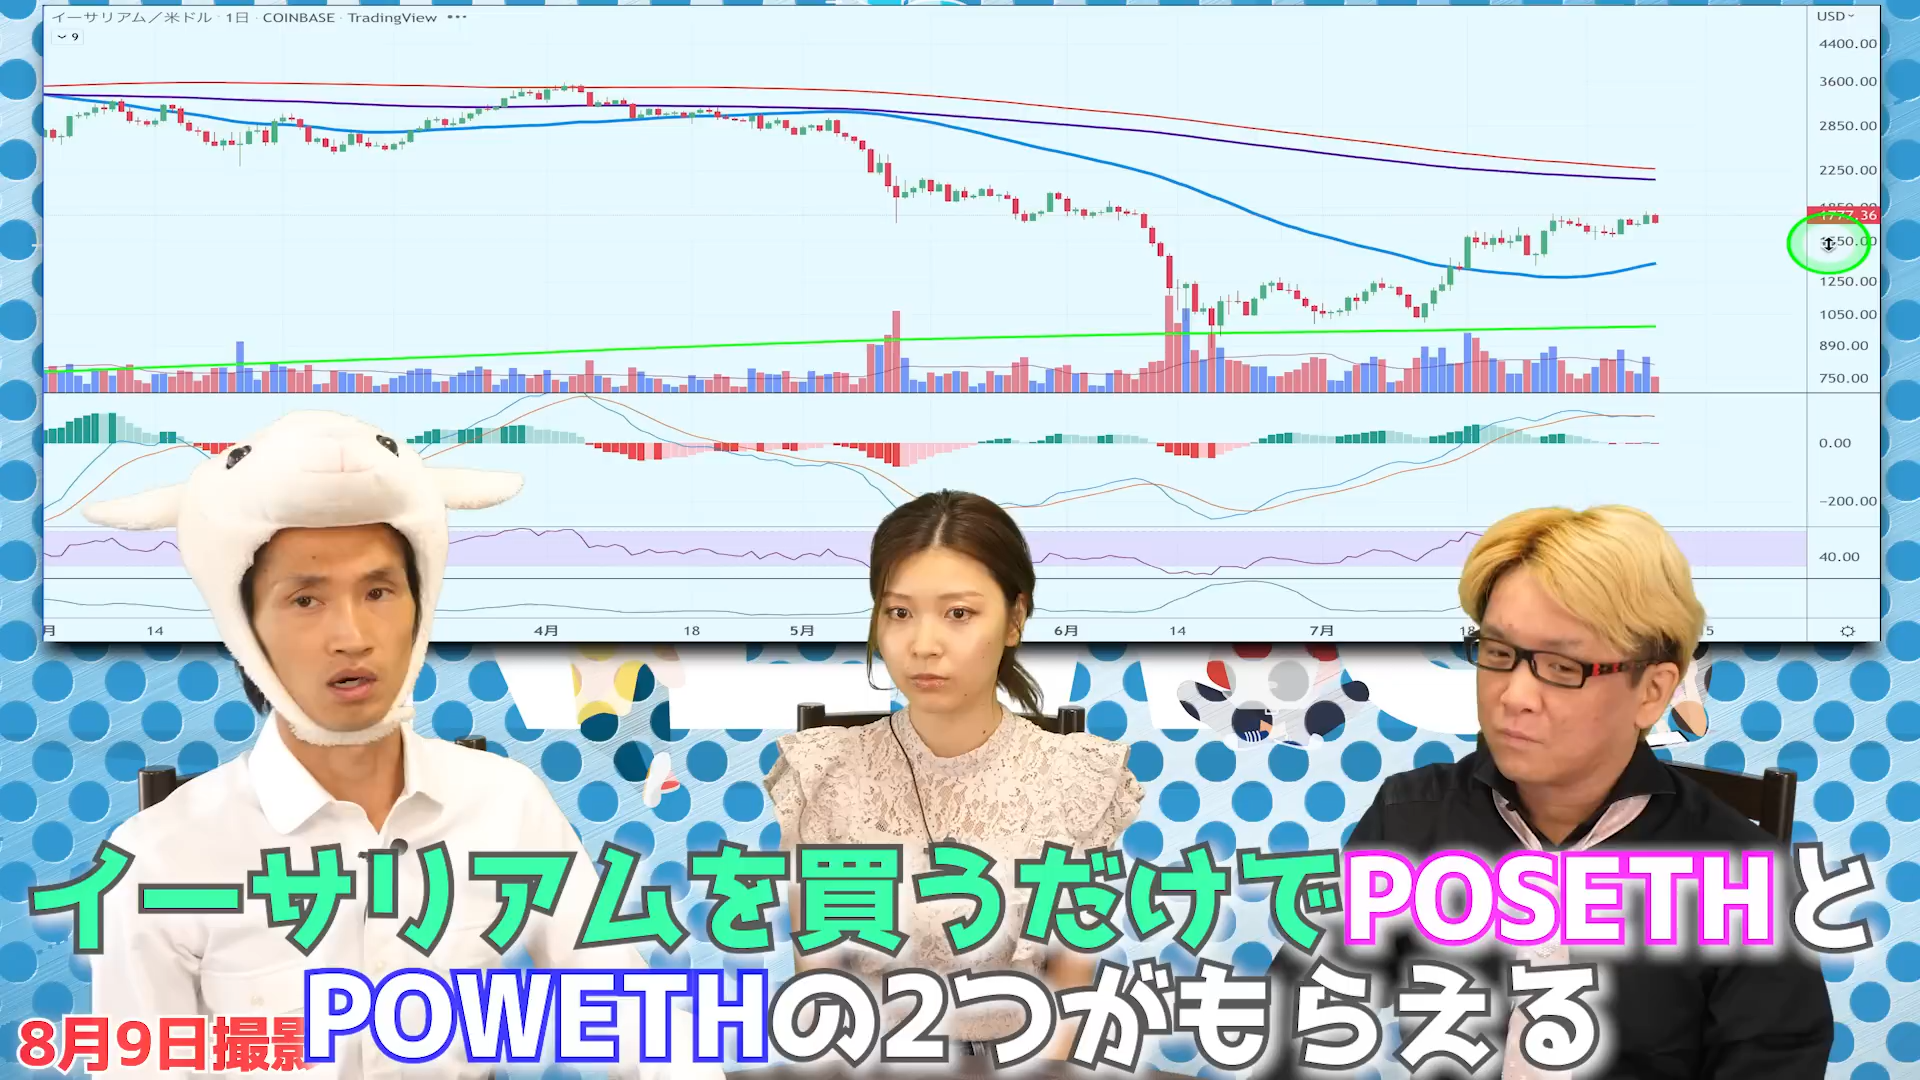 イーサリアム／米ドル · 1日 · COINBASE · TradingView •••
9
USD
4400.00
3600.00
2850.00
2250.00
1850.00
1777.36
1250.00
1050.00
890.00
750.00
0.00
-200.00
40.00
月 14 4月 18 5月 6月 14 7月 18
イーサリアムを買うだけでPOSETHと
POWETHの2つがもらえる
8月9日撮影